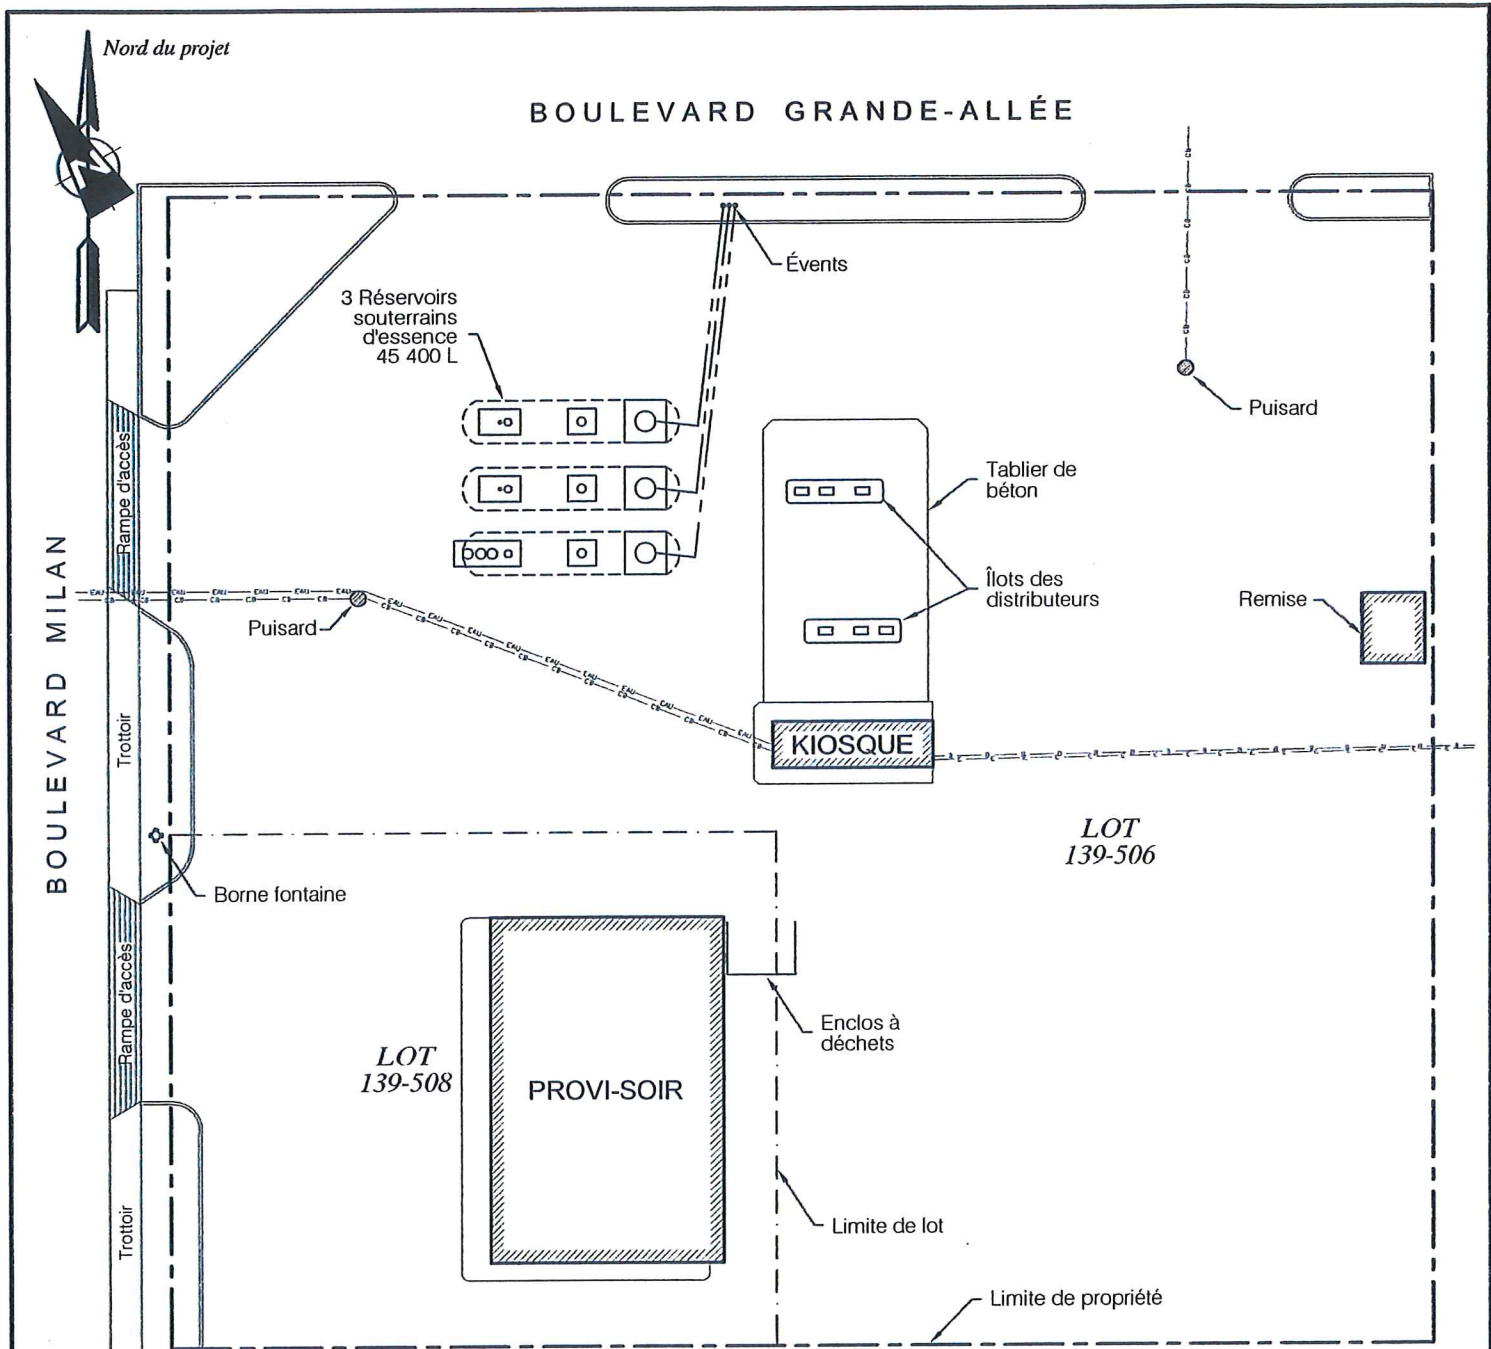 Nord du projet
BOULEVARD GRANDE-ALLÉE
N
Évents
3 Réservoirs
souterrains
d'essence
45 400 L
Puisard
Rampe d'accès
Tablier de
béton
Îlots des
distributeurs
Remise
BOULEVARD MILAN
Puisard
Trottoir
KIOSQUE
LOT
139-506
Borne fontaine
Rampe d'accès
Enclos à
déchets
LOT
139-508
PROVI-SOIR
Trottoir
Limite de lot
Limite de propriété